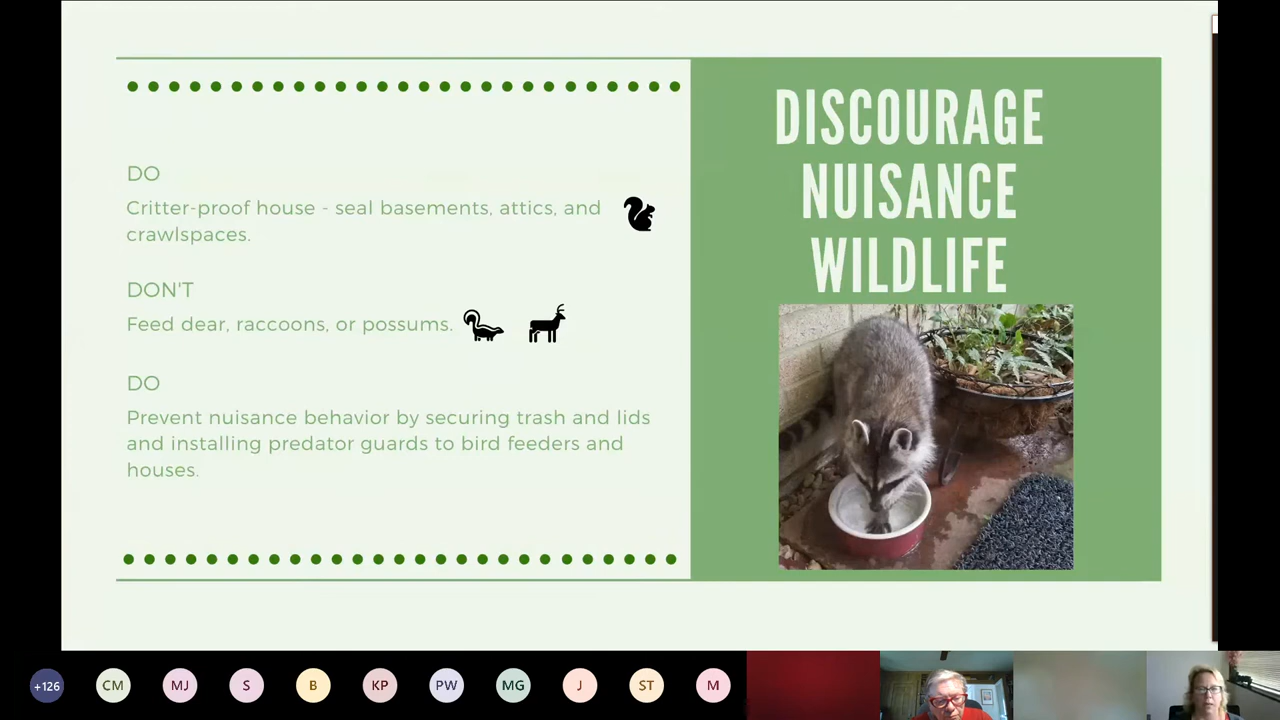 DISCOURAGE
NUISANCE
WILDLIFE
DO
Critter-proof house - seal basements, attics, and
crawlspaces.
DON'T
Feed dear, raccoons, or possums.
DO
Prevent nuisance behavior by securing trash and lids
and installing predator guards to bird feeders and
houses.
+126
CM
MJ
S
B
KP
PW
MG
J
ST
M